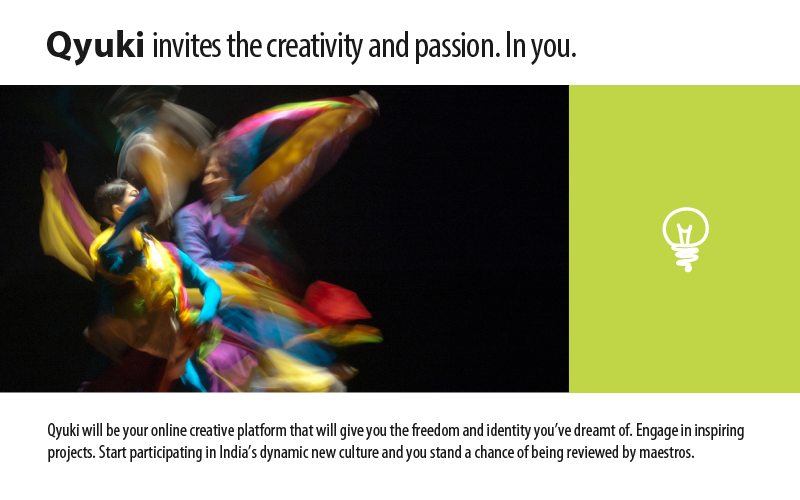 Qyuki invites the creativity and passion. In you.
Qyuki will be your online creative platform that will give you the freedom and identity you’ve dreamt of. Engage in inspiring
projects. Start participating in India’s dynamic new culture and you stand a chance of being reviewed by maestros.